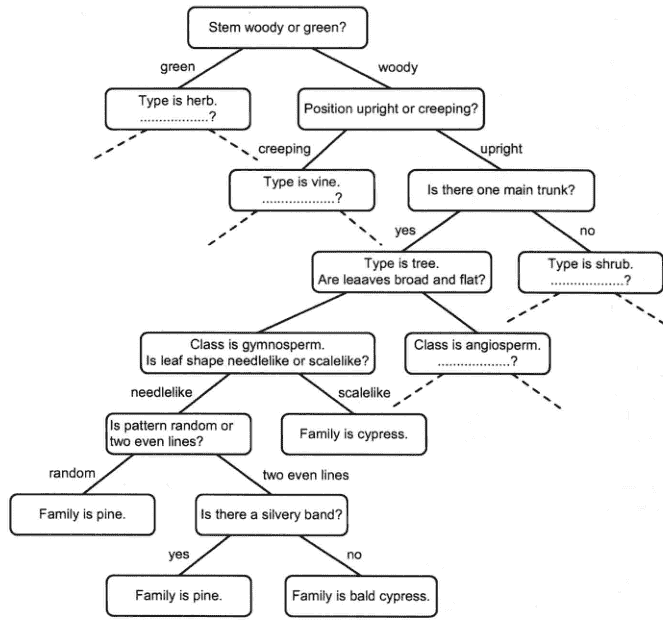 Stem woody or green?
green
woody
Type is herb.
..................?
Position upright or creeping?
creeping
upright
Type is vine.
...................?
Is there one main trunk?
yes
no
Type is tree.
Are leaaves broad and flat?
Type is shrub.
...................?
Class is gymnosperm.
Is leaf shape needlelike or scalelike?
Class is angiosperm.
...................?
needlelike
scalelike
Is pattern random or
two even lines?
Family is cypress.
random
two even lines
Family is pine.
Is there a silvery band?
yes
no
Family is pine.
Family is bald cypress.